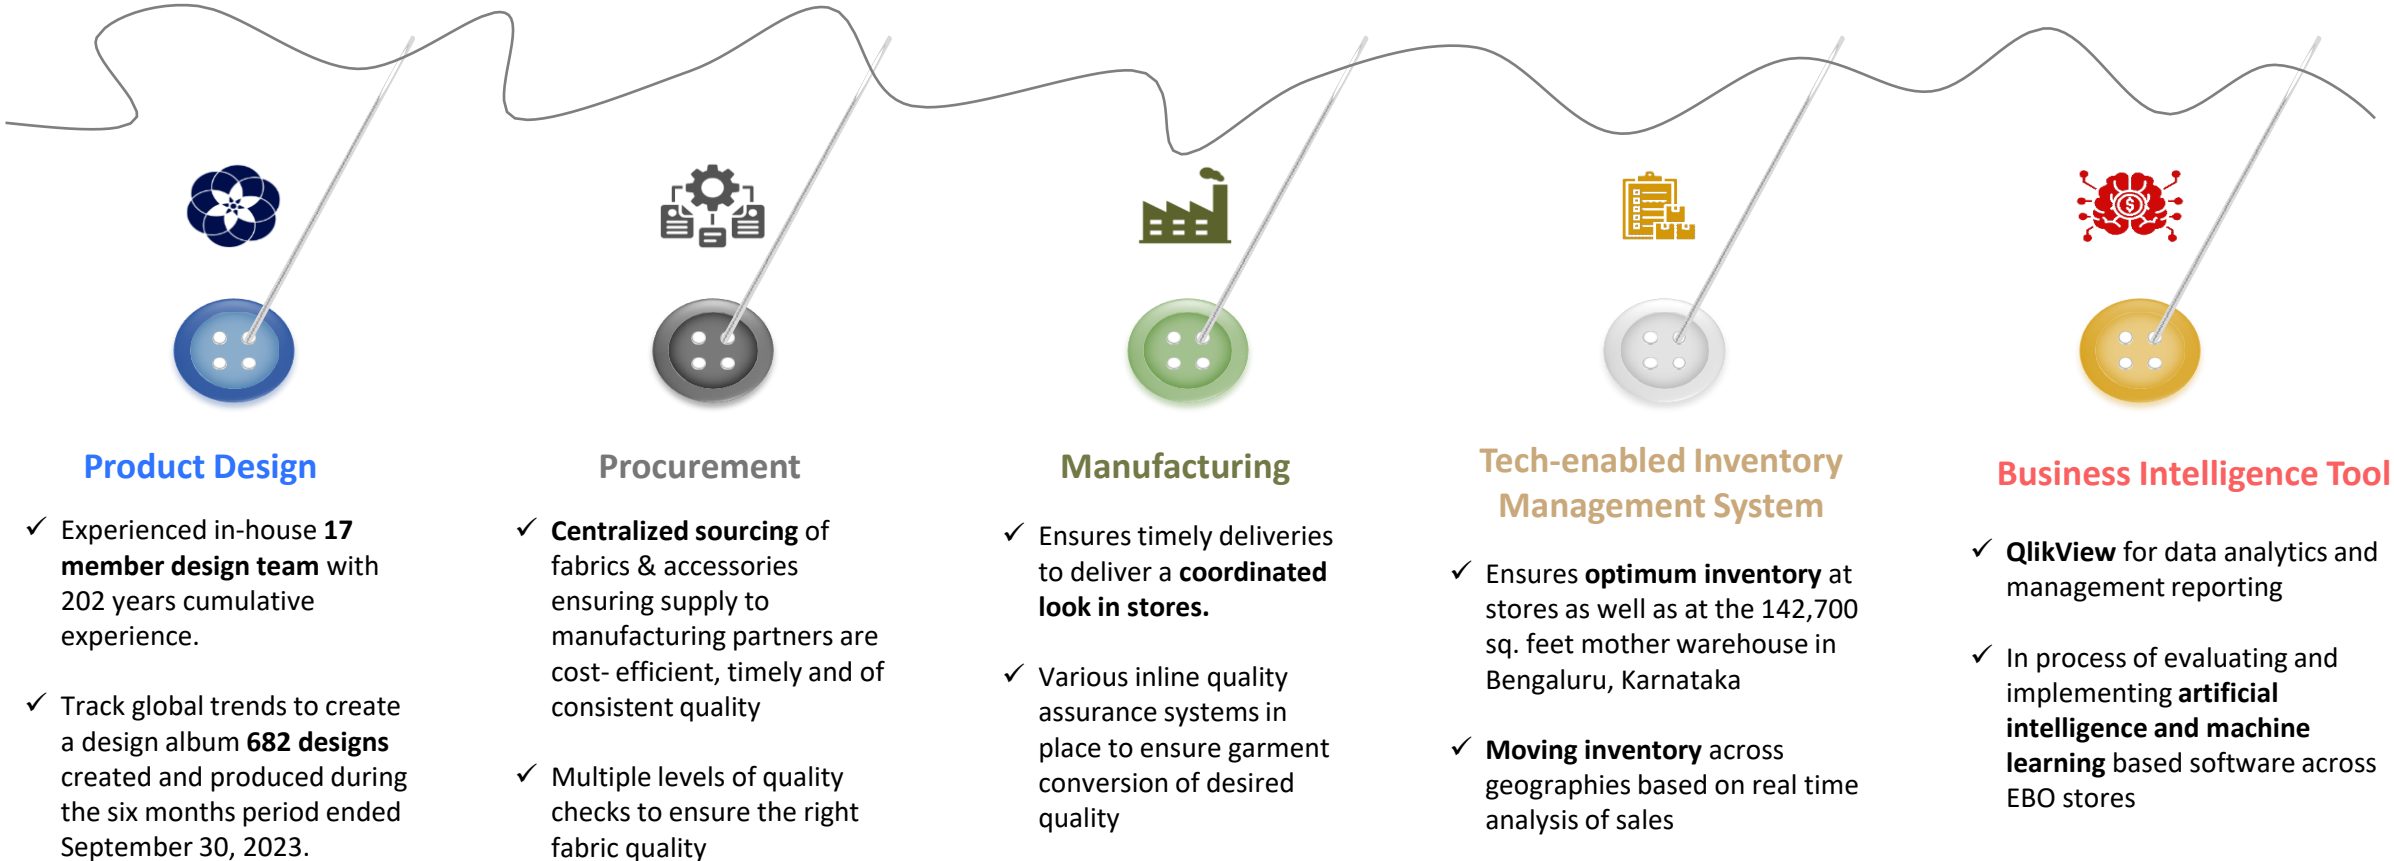 Product Design
✓ Experienced in-house 17
member design team with
202 years cumulative
experience.
✓ Track global trends to create
a design album 682 designs
created and produced during
the six months period ended
September 30, 2023.
Procurement
✓ Centralized sourcing of
fabrics & accessories
ensuring supply to
manufacturing partners are
cost- efficient, timely and of
consistent quality
✓ Multiple levels of quality
checks to ensure the right
fabric quality
Manufacturing
✓ Ensures timely deliveries
to deliver a coordinated
look in stores.
✓ Various inline quality
assurance systems in
place to ensure garment
conversion of desired
quality
Tech-enabled Inventory
Management System
✓ Ensures optimum inventory at
stores as well as at the 142,700
sq. feet mother warehouse in
Bengaluru, Karnataka
✓ Moving inventory across
geographies based on real time
analysis of sales
$
Business Intelligence Tool
✓ QlikView for data analytics and
management reporting
✓ In process of evaluating and
implementing artificial
intelligence and machine
learning based software across
EBO stores